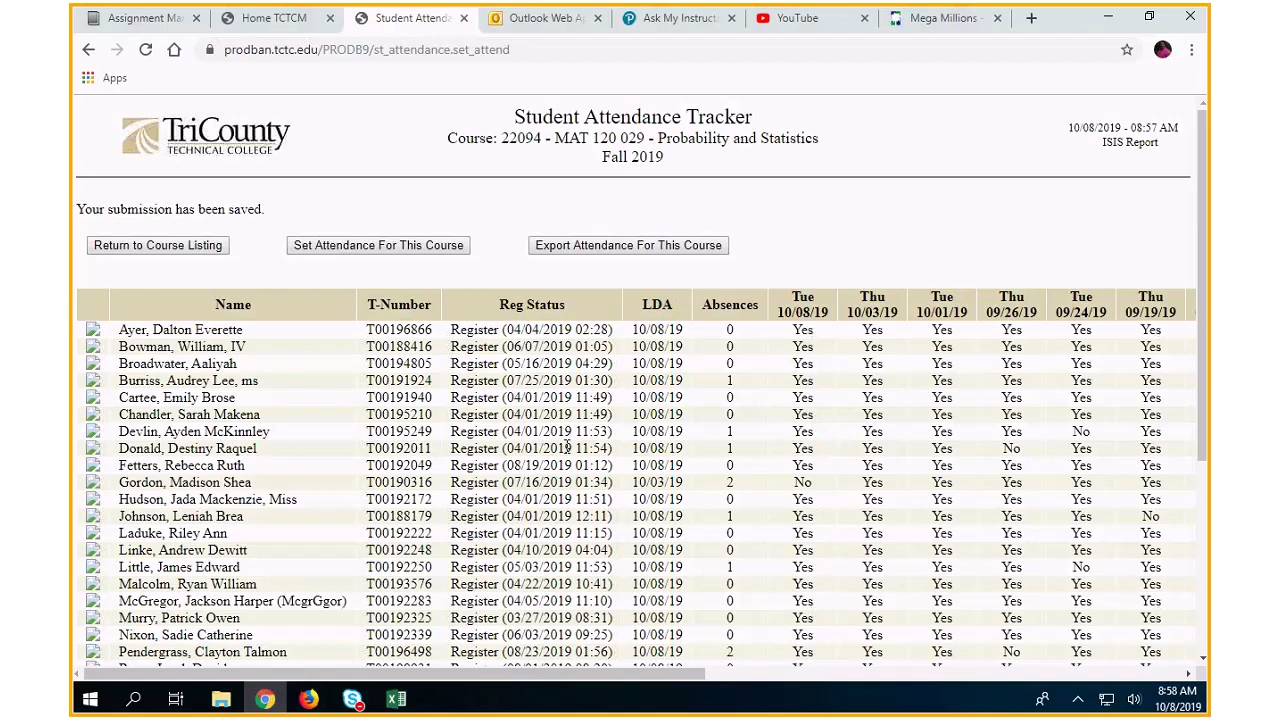 Assignment Ma
Home TCTCM
Student Attenda
Outlook Web Ap
Ask My Instruct
YouTube
Mega Millions -
prodban.tctc.edu/PRODB9/st_attendance.set_attend
Apps
TriCounty
TECHNICAL COLLEGE
Student Attendance Tracker
Course: 22094 - MAT 120 029 - Probability and Statistics
Fall 2019
10/08/2019 - 08:57 AM
ISIS Report
Your submission has been saved.
Return to Course Listing Set Attendance For This Course Export Attendance For This Course
Name T-Number Reg Status LDA Absences Tue 10/08/19 Thu 10/03/19 Tue 10/01/19 Thu 09/26/19 Tue 09/24/19 Thu 09/19/19
Ayer, Dalton Everette T00196866 Register (04/04/2019 02:28) 10/08/19 0 Yes Yes Yes Yes Yes Yes
Bowman, William, IV T00188416 Register (06/07/2019 01:05) 10/08/19 0 Yes Yes Yes Yes Yes Yes
Broadwater, Aaliyah T00194805 Register (05/16/2019 04:29) 10/08/19 0 Yes Yes Yes Yes Yes Yes
Burriss, Audrey Lee, ms T00191924 Register (07/25/2019 01:30) 10/08/19 1 Yes Yes Yes Yes Yes Yes
Cartee, Emily Brose T00191940 Register (04/01/2019 11:49) 10/08/19 0 Yes Yes Yes Yes Yes Yes
Chandler, Sarah Makena T00195210 Register (04/01/2019 11:49) 10/08/19 0 Yes Yes Yes Yes Yes Yes
Devlin, Ayden McKinnley T00195249 Register (04/01/2019 11:53) 10/08/19 1 Yes Yes Yes Yes No Yes
Donald, Destiny Raquel T00192011 Register (04/01/2019 11:54) 10/08/19 1 Yes Yes Yes No Yes Yes
Fetters, Rebecca Ruth T00192049 Register (08/19/2019 01:12) 10/08/19 0 Yes Yes Yes Yes Yes Yes
Gordon, Madison Shea T00190316 Register (07/16/2019 01:34) 10/03/19 2 No Yes Yes Yes Yes Yes
Hudson, Jada Mackenzie, Miss T00192172 Register (04/01/2019 11:51) 10/08/19 0 Yes Yes Yes Yes Yes Yes
Johnson, Leniah Brea T00188179 Register (04/01/2019 12:11) 10/08/19 1 Yes Yes Yes Yes Yes No
Laduke, Riley Ann T00192222 Register (04/01/2019 11:15) 10/08/19 0 Yes Yes Yes Yes Yes Yes
Linke, Andrew Dewitt T00192248 Register (04/10/2019 04:04) 10/08/19 0 Yes Yes Yes Yes Yes Yes
Little, James Edward T00192250 Register (05/03/2019 11:53) 10/08/19 1 Yes Yes Yes Yes No Yes
Malcolm, Ryan William T00193576 Register (04/22/2019 10:41) 10/08/19 0 Yes Yes Yes Yes Yes Yes
McGregor, Jackson Harper (McgrGgor) T00192283 Register (04/05/2019 11:10) 10/08/19 0 Yes Yes Yes Yes Yes Yes
Murry, Patrick Owen T00192325 Register (03/27/2019 08:31) 10/08/19 0 Yes Yes Yes Yes Yes Yes
Nixon, Sadie Catherine T00192339 Register (06/03/2019 09:25) 10/08/19 0 Yes Yes Yes Yes Yes Yes
Pendergrass, Clayton Talmon T00196498 Register (08/23/2019 01:56) 10/08/19 2 Yes Yes Yes No Yes Yes
8:58 AM
10/8/2019